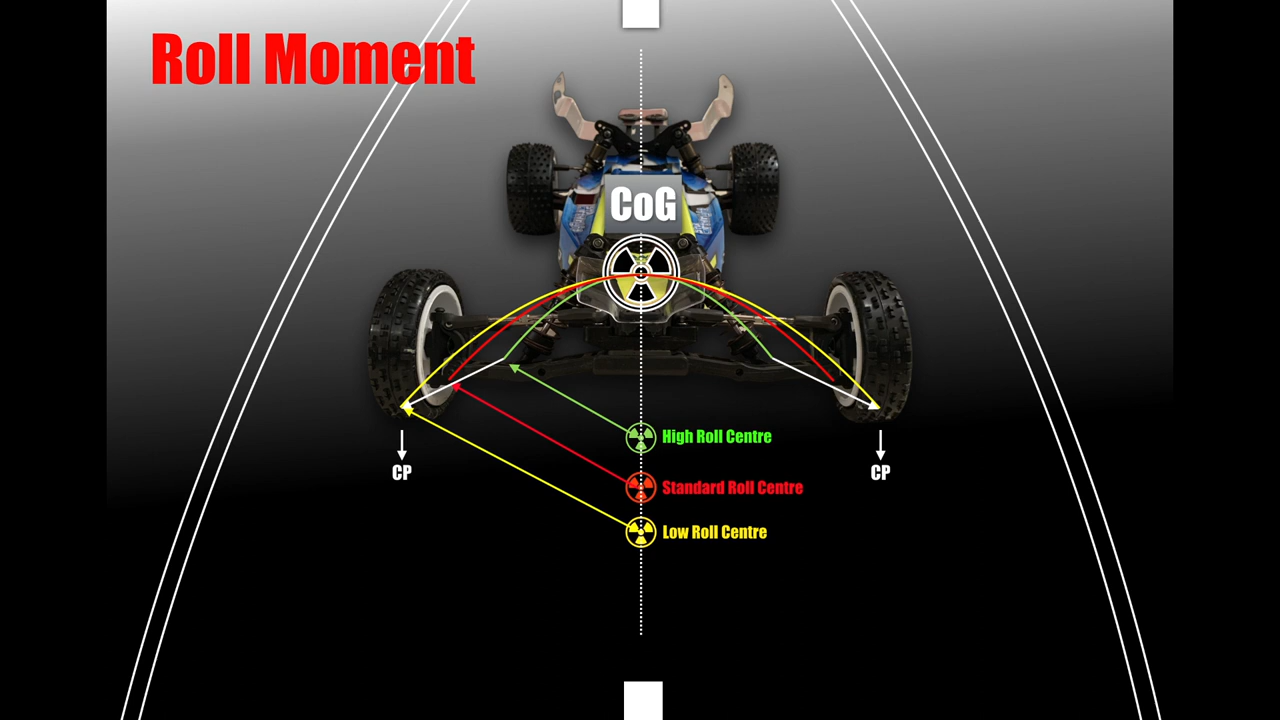 Roll Moment
CoG
High Roll Centre
CP
CP
Standard Roll Centre
Low Roll Centre